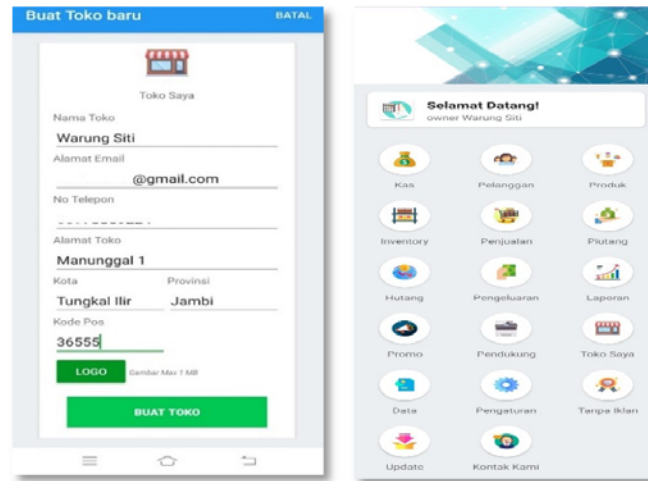 Buat Toko baru BATAL
Toko Saya
Nama Toko
Warung Siti
Alamat Email
@gmail.com
No Telepon
Alamat Toko
Manunggal 1
Kota Provinsi
Tungkal Ilir Jambi
Kode Pos
36555
LOGO Gambar Max 1 MB
BUAT TOKO
Selamat Datang!
owner Warung Siti
Kas Pelanggan Produk
Inventory Penjualan Piutang
Hutang Pengeluaran Laporan
Promo Pendukung Toko Saya
Data Pengaturan Tanpa Iklan
Update Kontak Kami